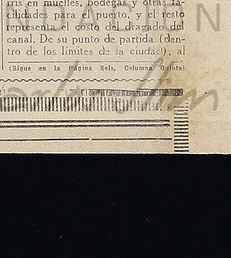 rris en muelles, bodegas y otras fa-
cilidades para el puerto, y el resto
representa el costo del dragado del
canal. De su punto de partida (den-
tro de los límites de la ciudad), al
(Sigue en la Página Seis, Columna Quinta)